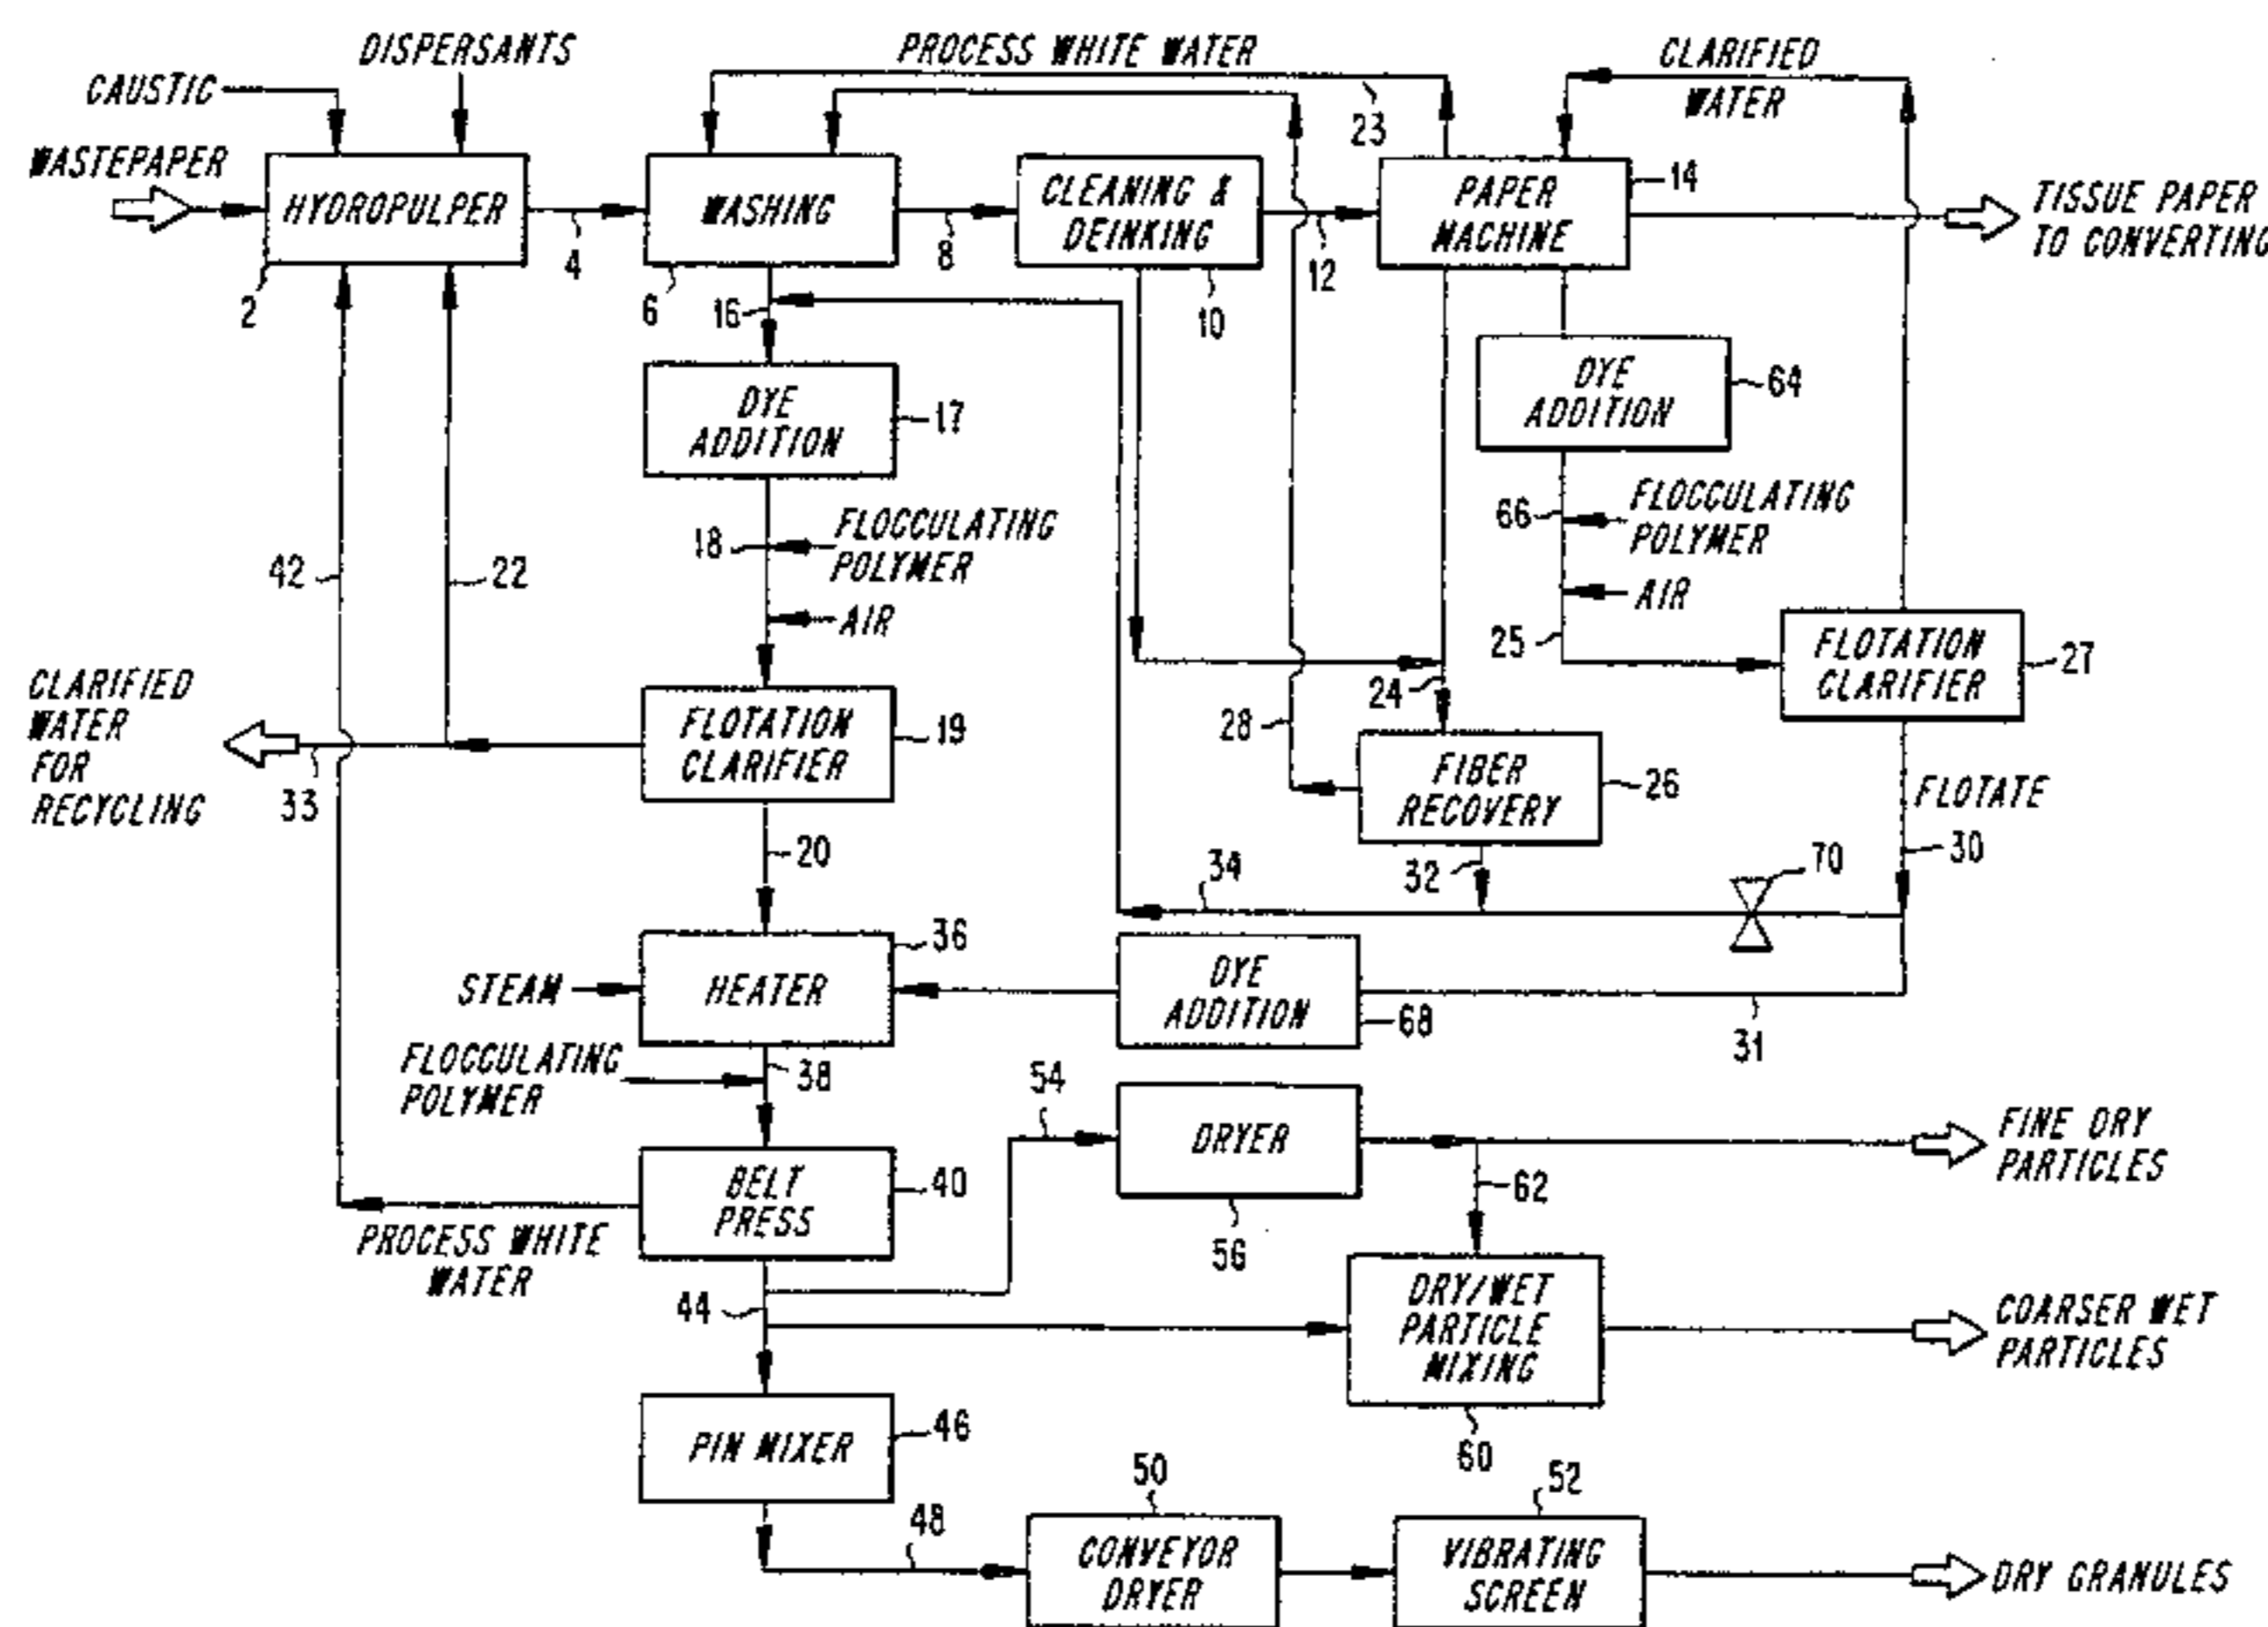 DISPERSANTS
PROCESS WHITE WATER
CLARIFIED
WATER
CAUSTIC
23
WASTEPAPER
HYDROPULPER
WASHING
CLEANING &
DEINKING
PAPER
MACHINE
14
TISSUE PAPER
TO CONVERTING
2
4
6
8
10
12
16
DYE
ADDITION
17
DYE
ADDITION
64
18
FLOCCULATING
POLYMER
66
FLOCCULATING
POLYMER
42
22
AIR
AIR
25
CLARIFIED
WATER
FOR
RECYCLING
33
FLOTATION
CLARIFIER
19
24
28
FLOTATION
CLARIFIER
27
FIBER
RECOVERY
26
FLOTATE
30
20
32
34
70
STEAM
HEATER
36
DYE
ADDITION
68
31
FLOCCULATING
POLYMER
38
54
DRYER
56
FINE DRY
PARTICLES
62
BELT
PRESS
40
PROCESS WHITE
WATER
44
DRY/WET
PARTICLE
MIXING
60
COARSER WET
PARTICLES
PIN MIXER
46
48
50
52
CONVEYOR
DRYER
VIBRATING
SCREEN
DRY GRANULES